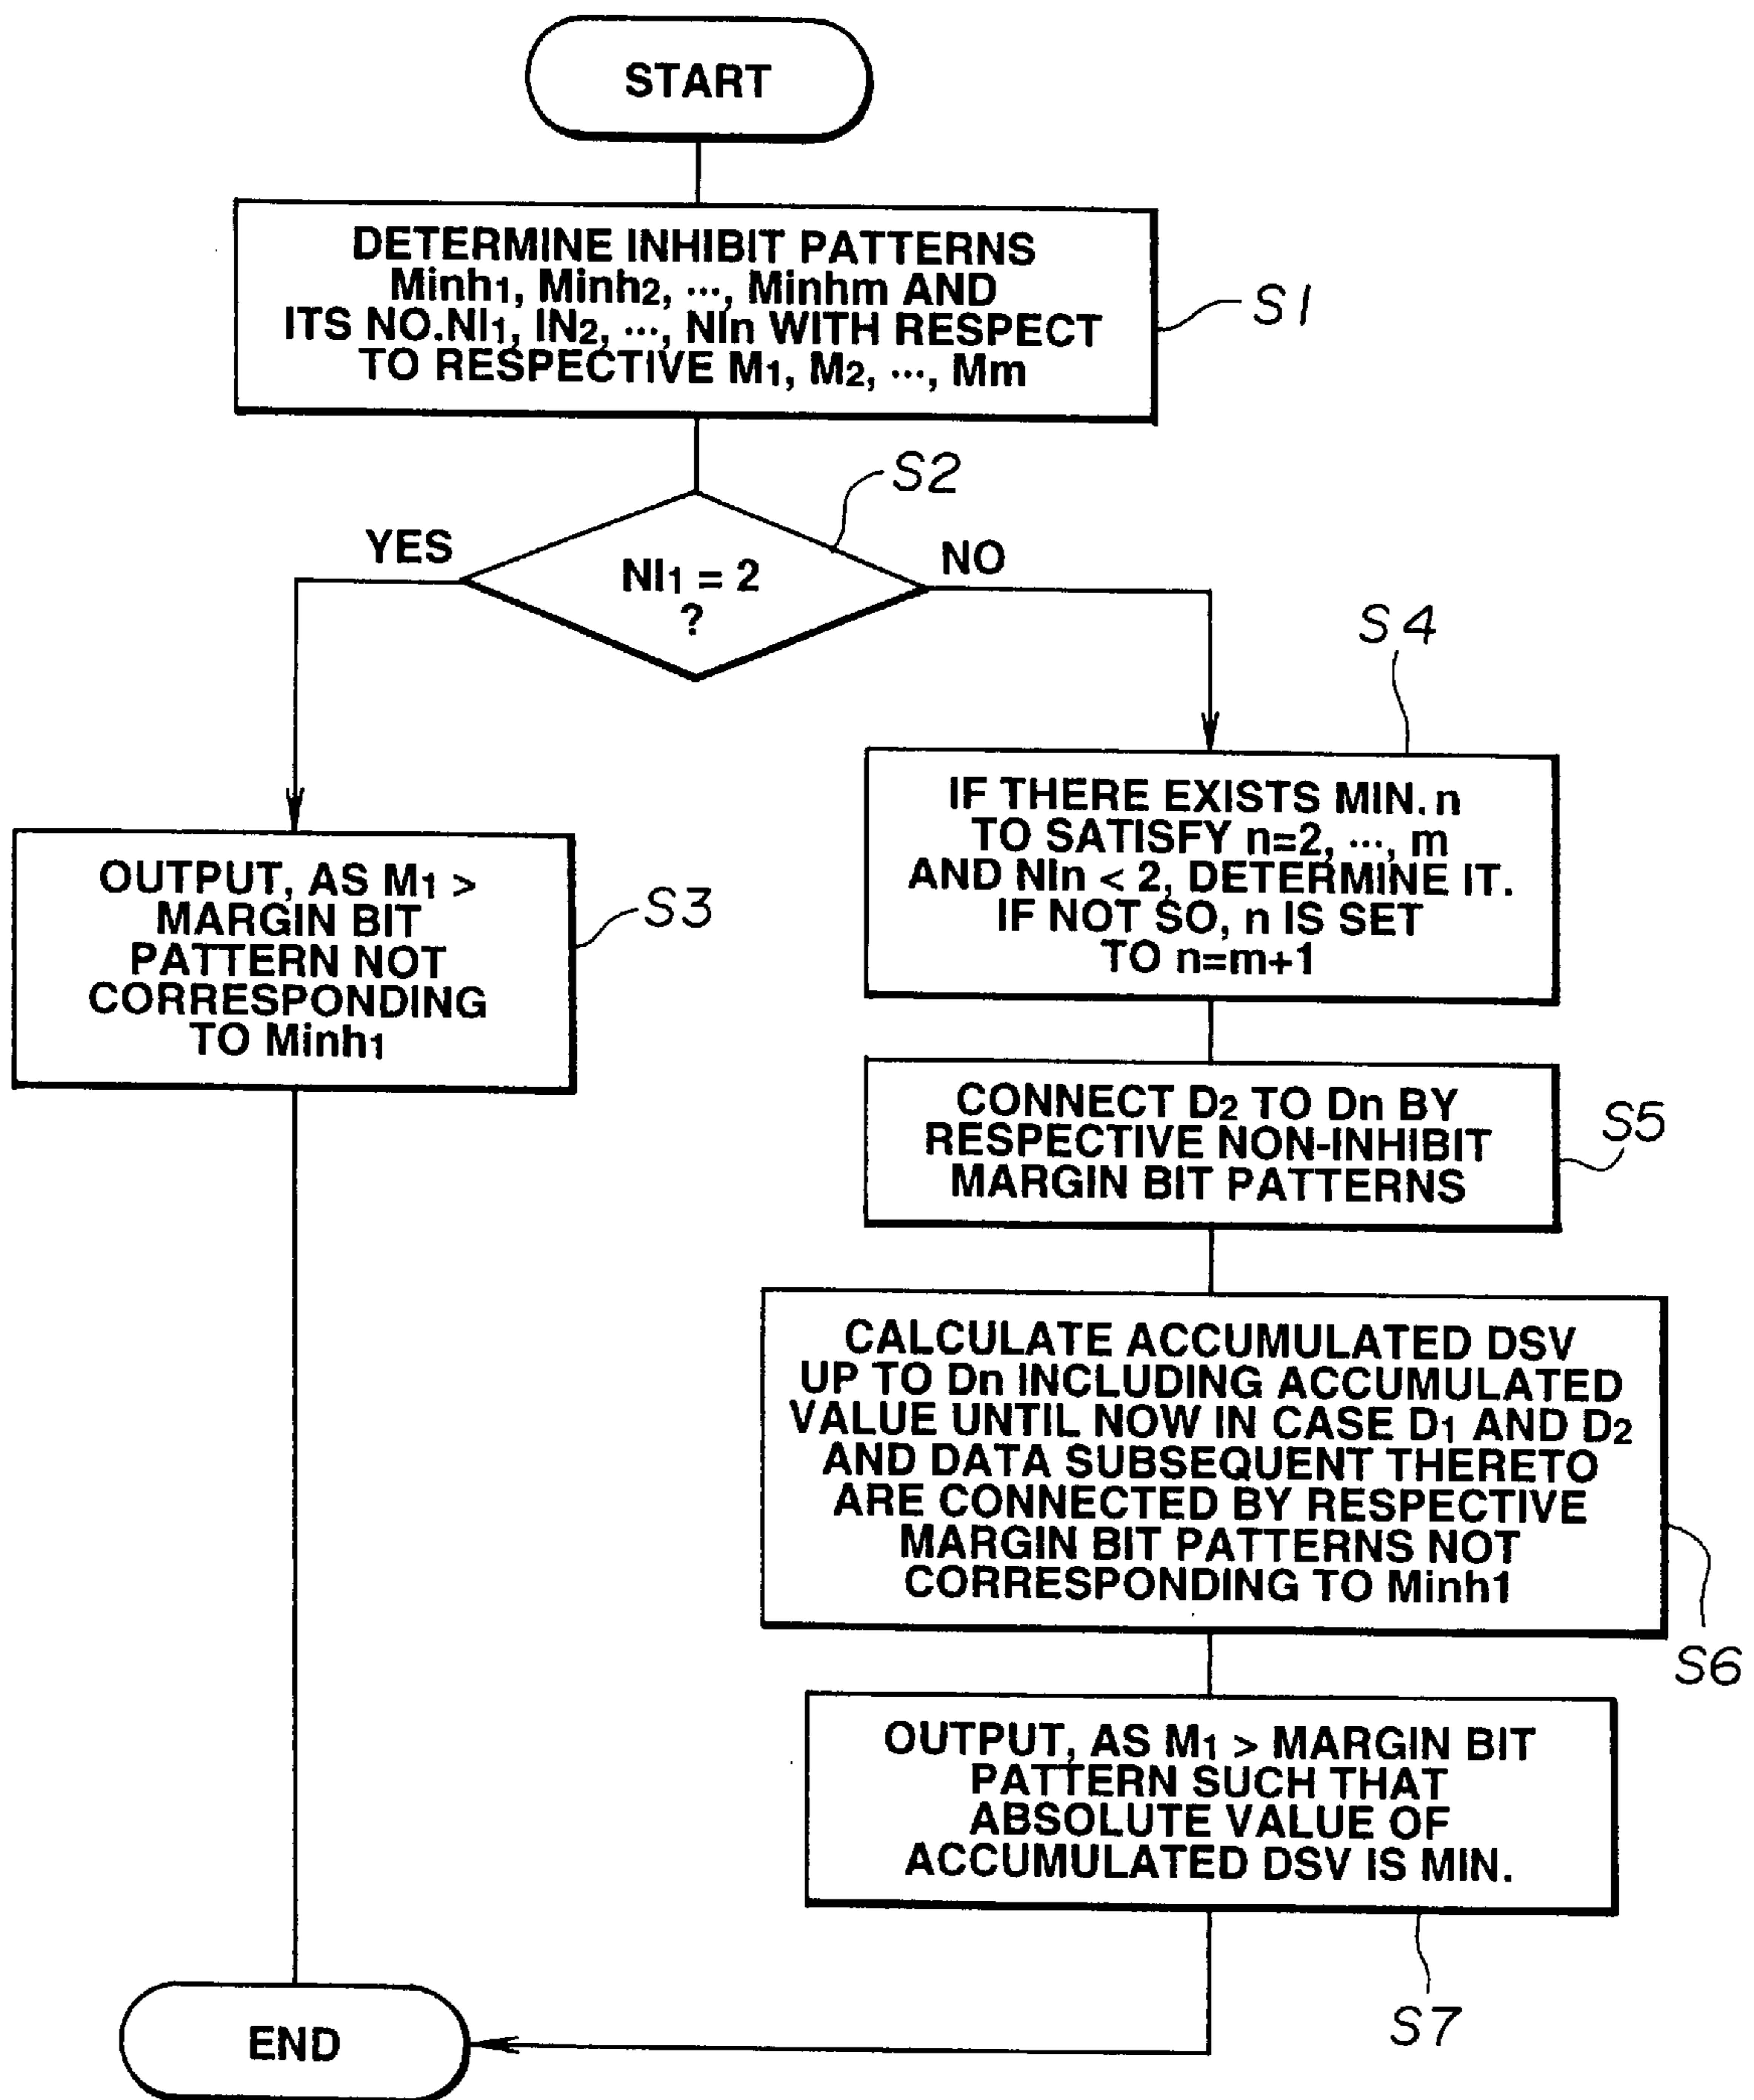 START
DETERMINE INHIBIT PATTERNS
Minh1, Minh2, ···, Minhm AND
ITS NO.NI1, IN2, ···, NIn WITH RESPECT
TO RESPECTIVE M1, M2, ···, Mm
S1
S2
YES
NO
NI1 = 2
?
S4
IF THERE EXISTS MIN. n
TO SATISFY n=2, ···, m
AND NIn < 2, DETERMINE IT.
IF NOT SO, n IS SET
TO n=m+1
OUTPUT, AS M1 >
MARGIN BIT
PATTERN NOT
CORRESPONDING
TO Minh1
S3
CONNECT D2 TO Dn BY
RESPECTIVE NON-INHIBIT
MARGIN BIT PATTERNS
S5
CALCULATE ACCUMULATED DSV
UP TO Dn INCLUDING ACCUMULATED
VALUE UNTIL NOW IN CASE D1 AND D2
AND DATA SUBSEQUENT THERETO
ARE CONNECTED BY RESPECTIVE
MARGIN BIT PATTERNS NOT
CORRESPONDING TO Minh1
S6
OUTPUT, AS M1 > MARGIN BIT
PATTERN SUCH THAT
ABSOLUTE VALUE OF
ACCUMULATED DSV IS MIN.
S7
END